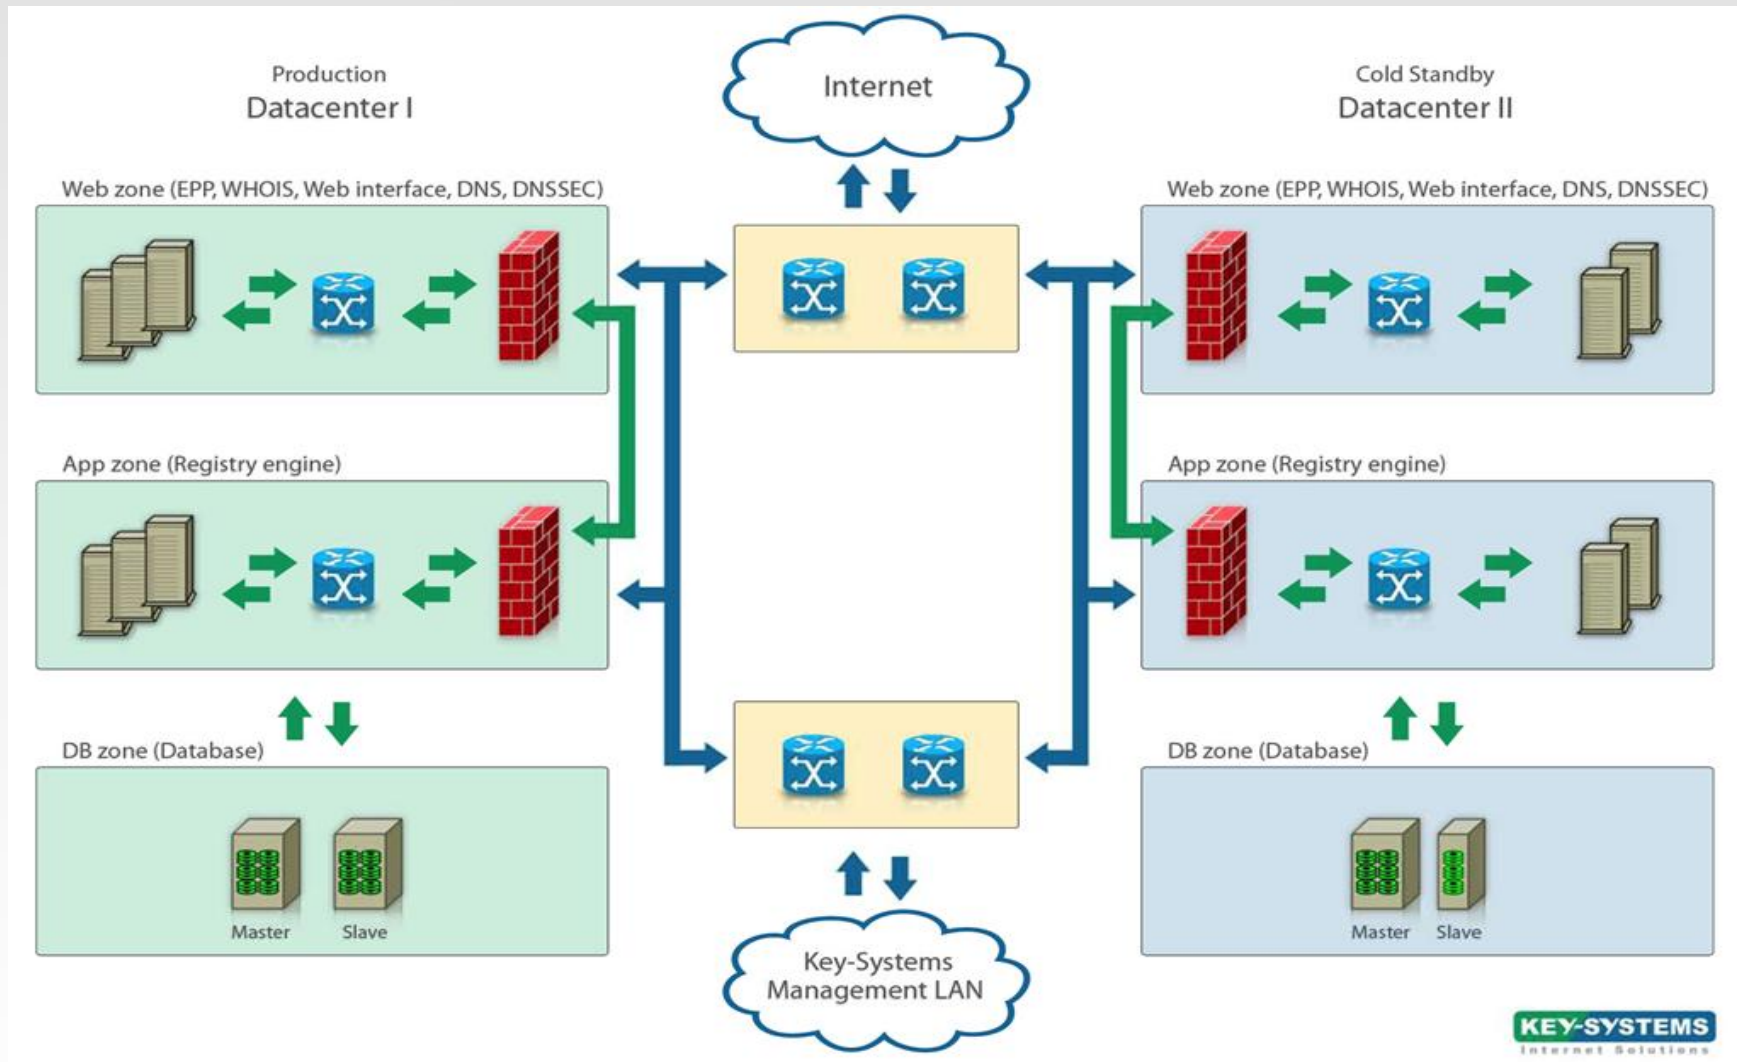 Internet
Production
Datacenter I
Cold Standby
Datacenter II
Web zone (EPP, WHOIS, Web interface, DNS, DNSSEC)
Web zone (EPP, WHOIS, Web interface, DNS, DNSSEC)
App zone (Registry engine)
App zone (Registry engine)
DB zone (Database)
DB zone (Database)
Master
Slave
Master
Slave
Key-Systems
Management LAN
KEY-SYSTEMS
Internet Solutions